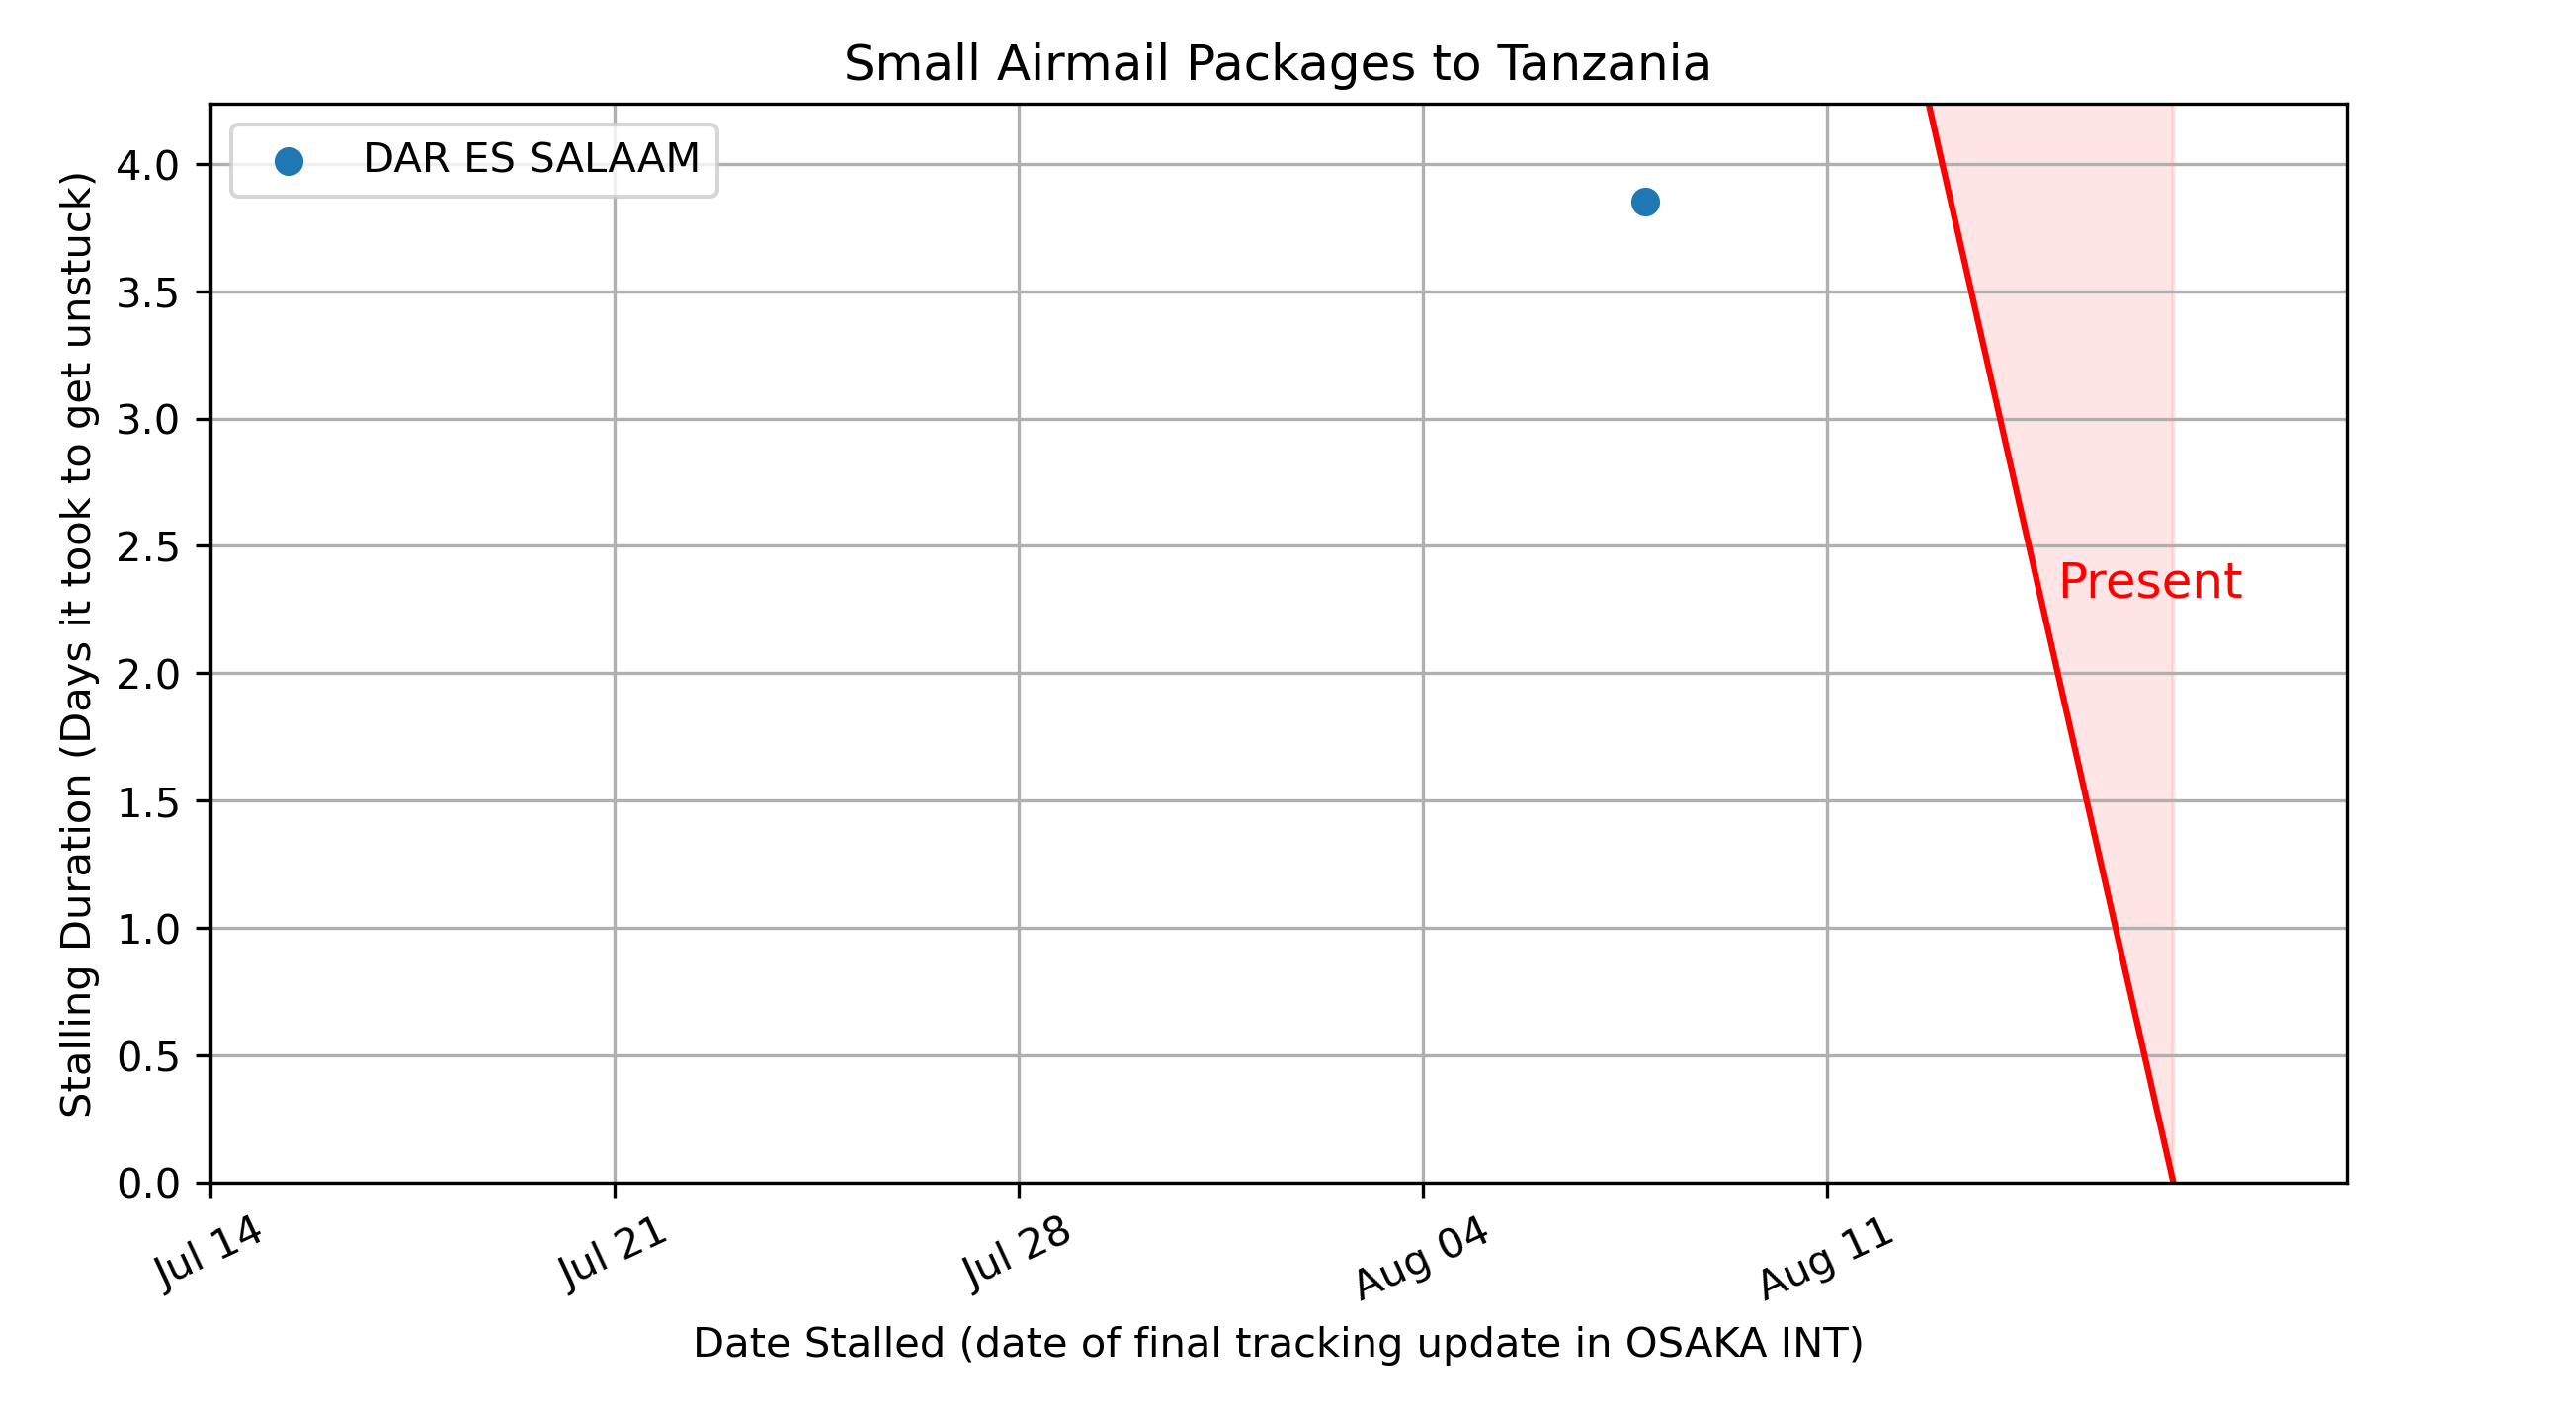 Small Airmail Packages to Tanzania
DAR ES SALAAM
Stalling Duration (Days it took to get unstuck)
4.0
3.5
3.0
2.5
2.0
1.5
1.0
0.5
0.0
Present
Jul 14
Jul 21
Jul 28
Aug 04
Aug 11
Date Stalled (date of final tracking update in OSAKA INT)